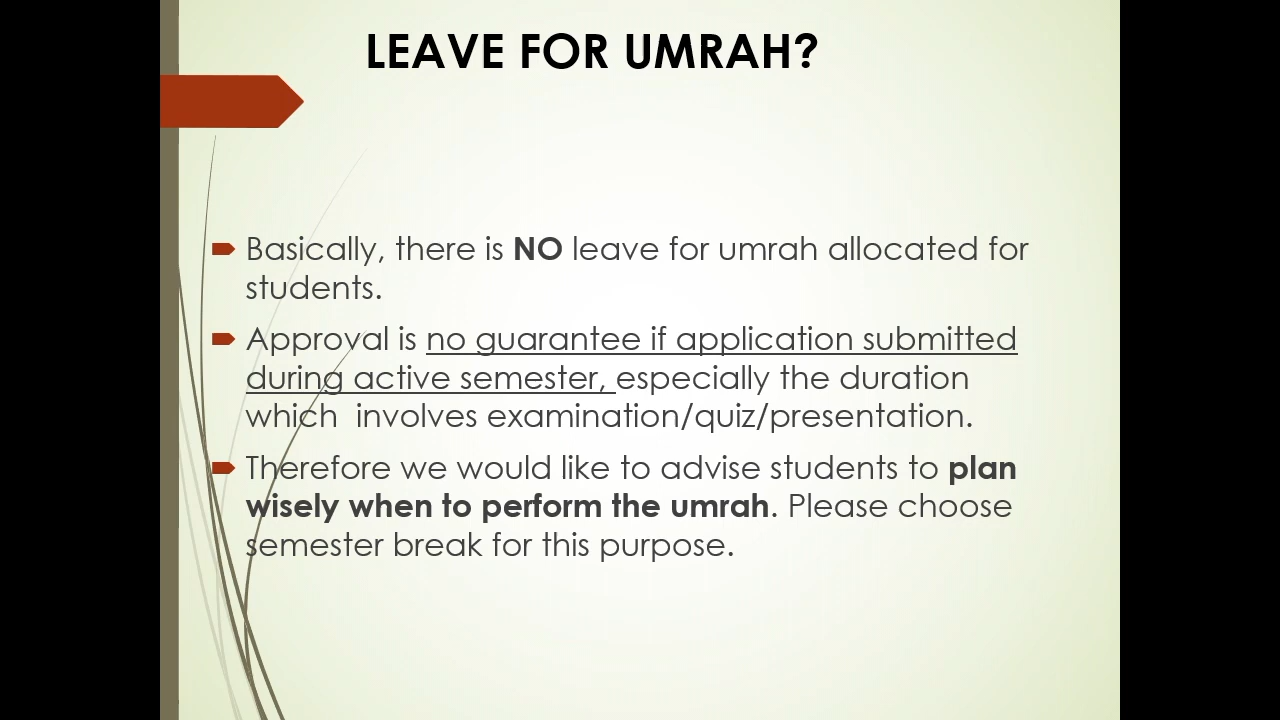 LEAVE FOR UMRAH?
Basically, there is NO leave for umrah allocated for
students.
Approval is no guarantee if application submitted
during active semester, especially the duration
which  involves examination/quiz/presentation.
Therefore we would like to advise students to plan
wisely when to perform the umrah. Please choose
semester break for this purpose.